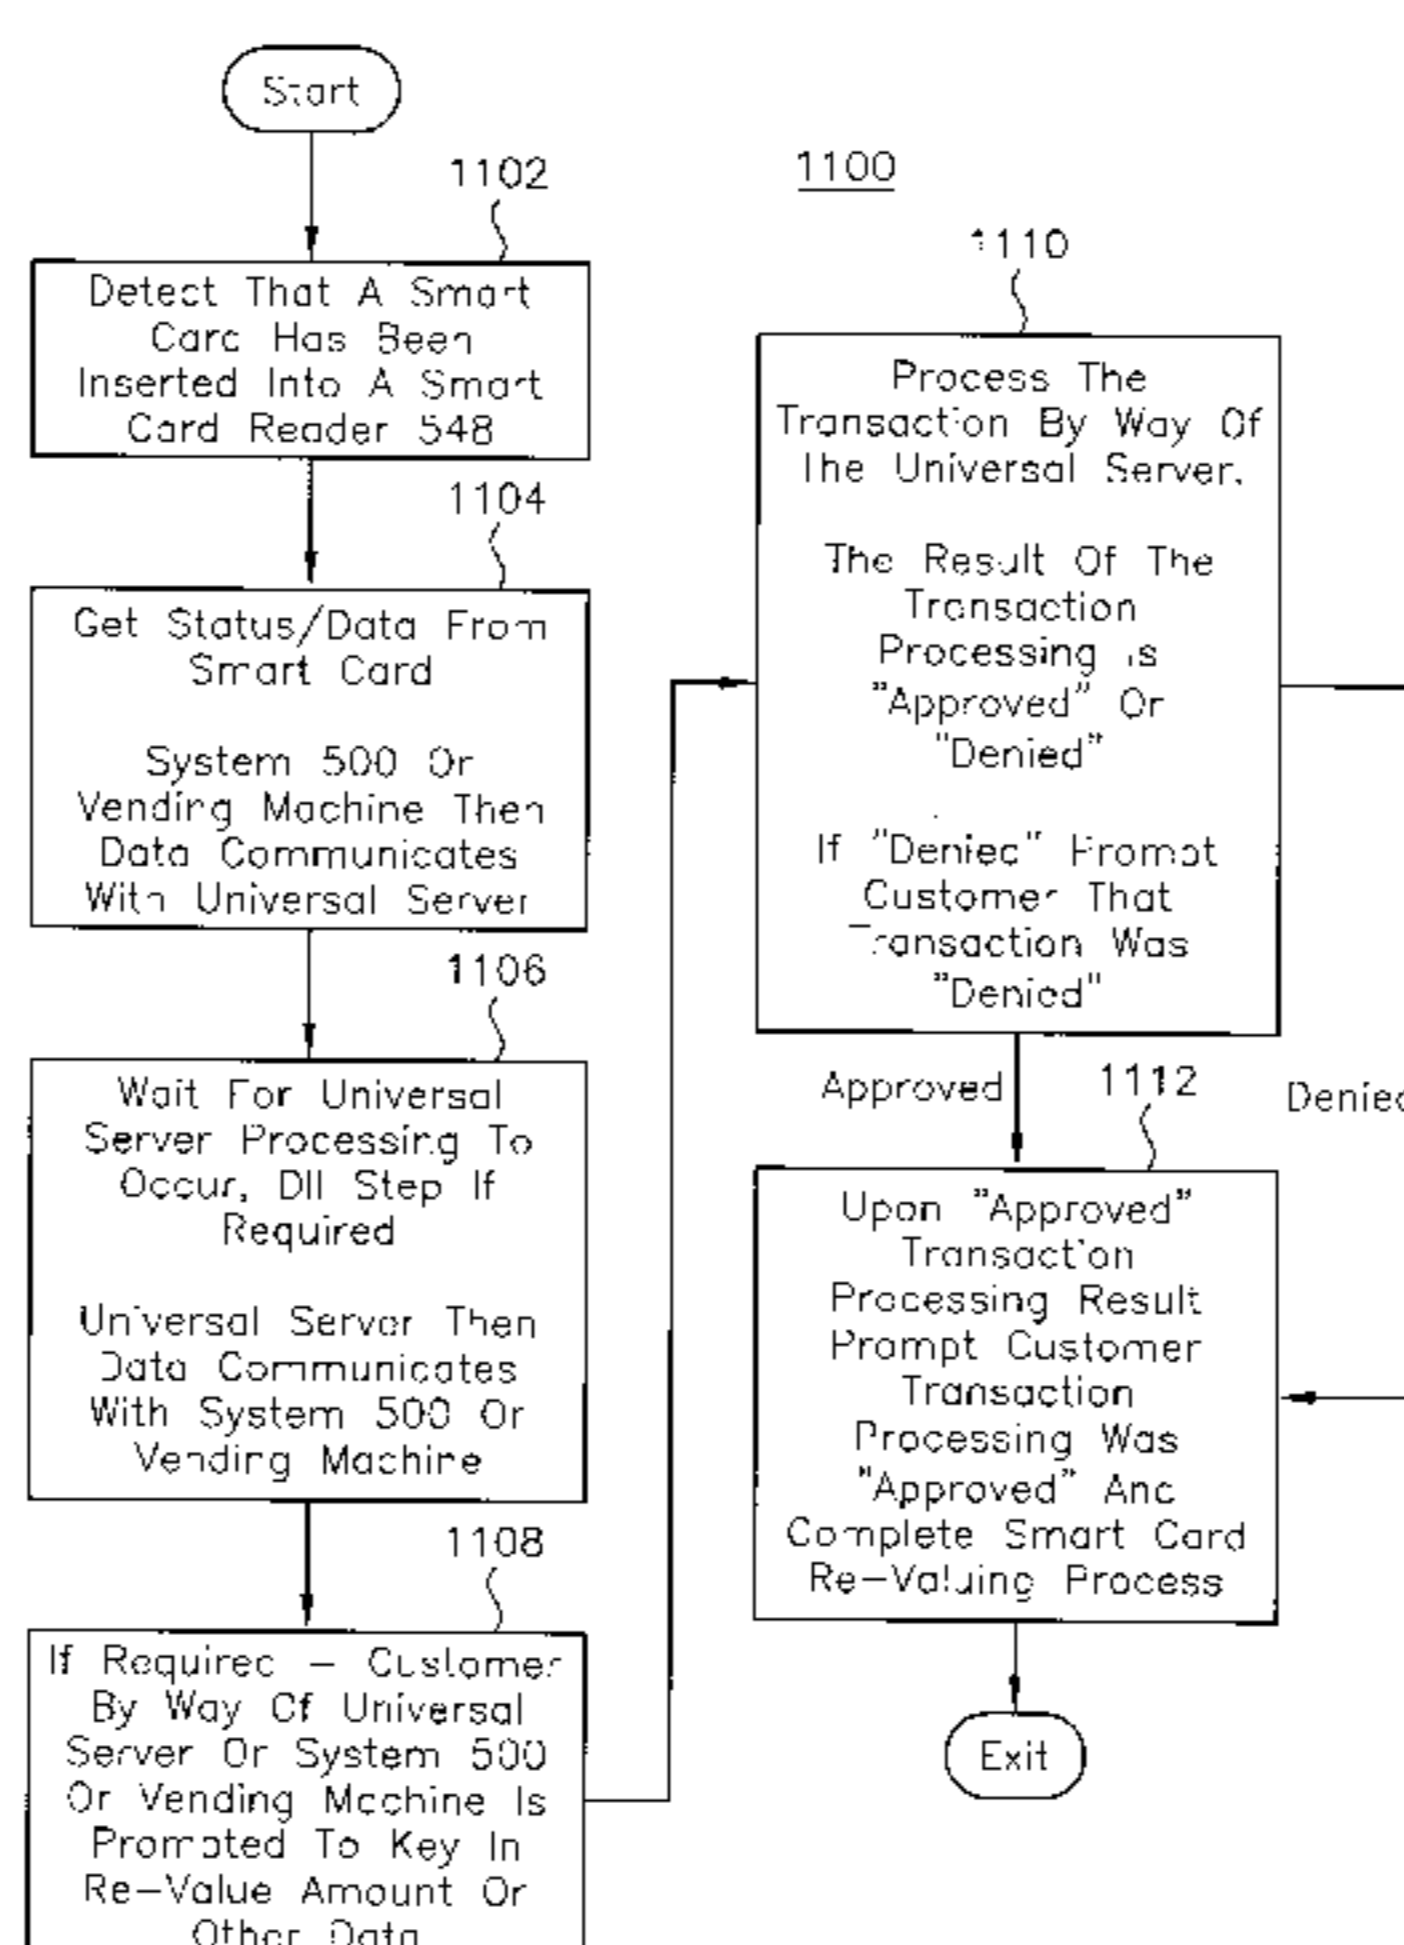 Start
1102
Detect That A Smart
Card Has Been
Inserted Into A Smart
Card Reader 548
1104
Get Status/Data From
Smart Card
System 500 Or
Vending Machine Then
Data Communicates
With Universal Server
1106
Wait For Universal
Server Processing To
Occur, DII Step If
Required
Universal Server Then
Data Communicates
With System 500 Or
Vending Machine
1108
If Required – Customer
By Way Of Universal
Server Or System 500
Or Vending Machine Is
Prompted To Key In
Re–Value Amount Or
Other Data
1100
1110
Process The
Transaction By Way Of
The Universal Server.
The Result Of The
Transaction
Processing is
"Approved" Or
"Denied"
If "Denied" Prompt
Customer That
Transaction Was
"Denied"
Approved
1112
Denied
Upon "Approved"
Transaction
Processing Result
Prompt Customer
Transaction
Processing Was
"Approved" And
Complete Smart Card
Re–Valuing Process
Exit